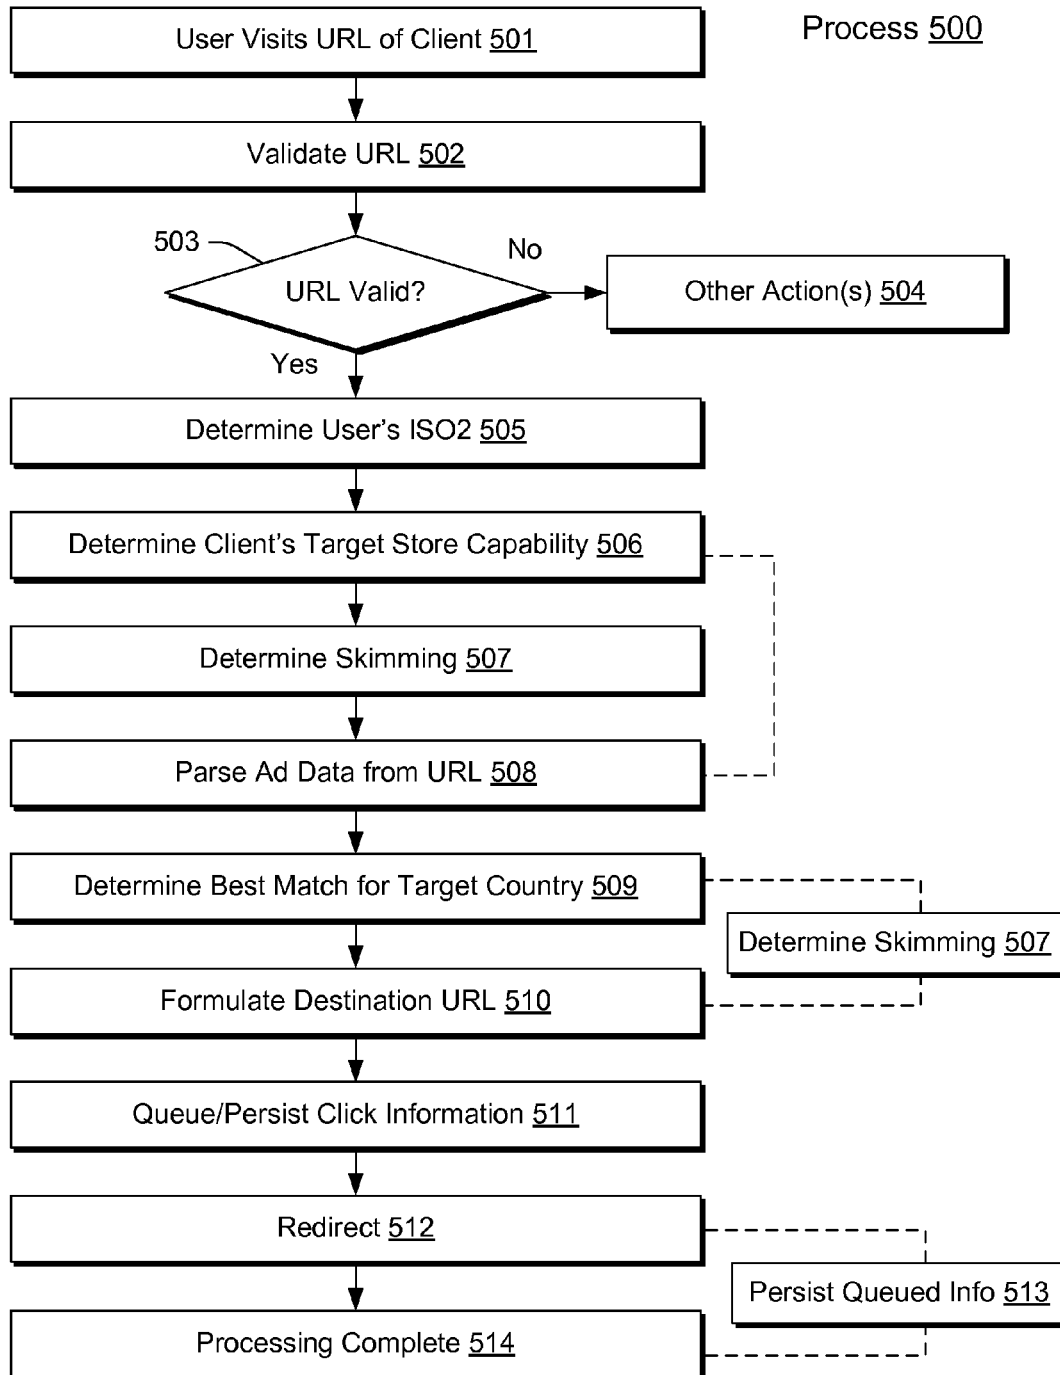 Process 500
User Visits URL of Client 501
Validate URL 502
503
URL Valid?
No
Other Action(s) 504
Yes
Determine User's ISO2 505
Determine Client's Target Store Capability 506
Determine Skimming 507
Parse Ad Data from URL 508
Determine Best Match for Target Country 509
Determine Skimming 507
Formulate Destination URL 510
Queue/Persist Click Information 511
Redirect 512
Persist Queued Info 513
Processing Complete 514